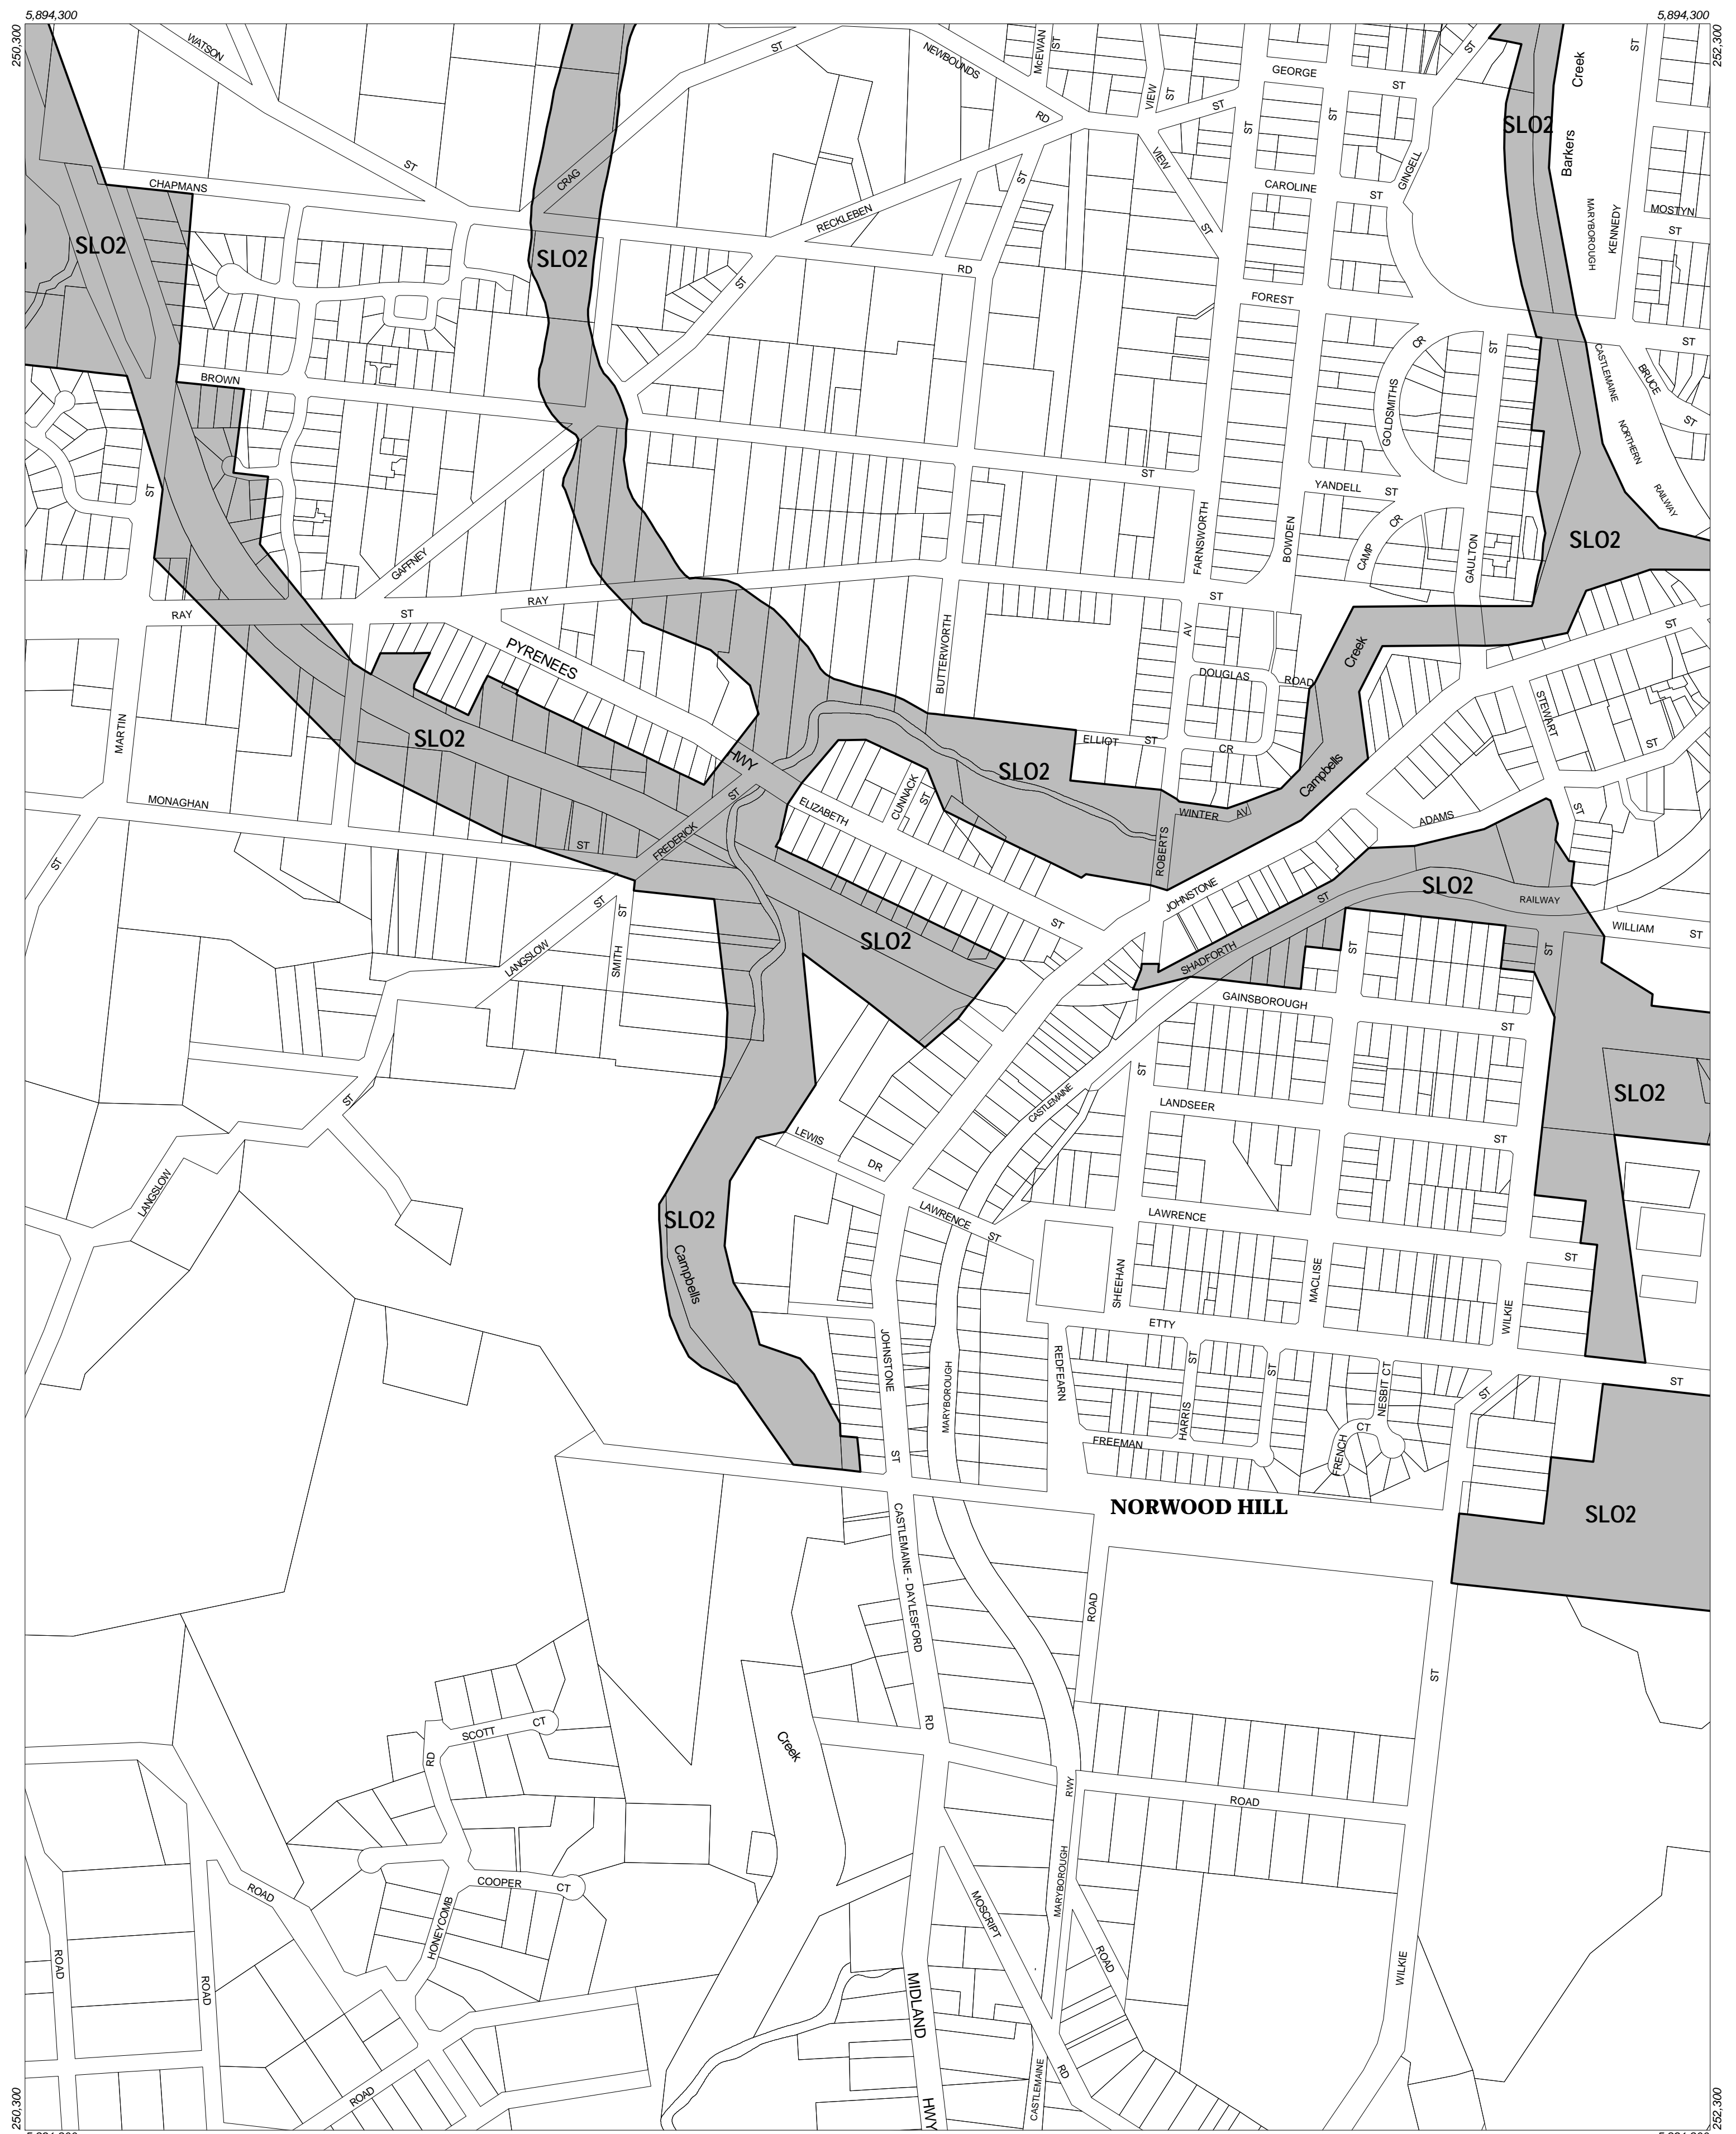 5,894,300
5,894,300
250,300
252,300
WATSON
ST
NEWBOUNDS
McEWAN
ST
GEORGE
ST
Creek
ST
VIEW
ST
ST
RD
ST
ST
ST
SLO2
Barkers
ST
CHAPMANS
CRAG
VIEW
GINGELL
CAROLINE
ST
RECKLEBEN
ST
ST
MARYBOROUGH
KENNEDY
MOSTYN
ST
SLO2
SLO2
RD
ST
FOREST
CR
ST
ST
BROWN
GOLDSMITHS
CASTLEMAINE
BRUCE
ST
NORTHERN
RAILWAY
ST
ST
YANDELL
ST
CR
FARNSWORTH
BOWDEN
CAMP
GAULTON
SLO2
GAFFNEY
RAY
RAY
ST
ST
AV
ST
PYRENEES
BUTTERWORTH
Creek
DOUGLAS
ROAD
MARTIN
STEWART
SLO2
HWY
ELLIOT
ST
CR
ST
SLO2
Campbells
MONAGHAN
ST
ELIZABETH
CUNNACK
ST
WINTER
AV
ST
ADAMS
ST
FREDERICK
ROBERTS
ST
JOHNSTONE
SLO2
ST
ST
ST
ST
RAILWAY
WILLIAM
ST
SLO2
LANGSLOW
SMITH
SHADFORTH
ST
ST
GAINSBOROUGH
ST
ST
SLO2
ST
CASTLEMAINE
LANDSEER
ST
LEWIS
DR
LANGSLOW
SLO2
LAWRENCE
ST
LAWRENCE
ST
Campbells
SHEEHAN
MACLISE
WILKIE
ETTY
JOHNSTONE
MARYBOROUGH
REDFEARN
ST
ST
NESBIT CT
ST
ST
HARRIS
FREEMAN
FRENCH
CT
ST
NORWOOD HILL
SLO2
CASTLEMAINE - DAYLESFORD
ROAD
ST
SCOTT
CT
RD
RD
Creek
RWY
ROAD
COOPER
CT
ROAD
HONEYCOMB
MOSCRIPT
MARYBOROUGH
ROAD
ROAD
ROAD
WILKIE
MIDLAND
ROAD
CASTLEMAINE
RD
HWY
250,300
252,300